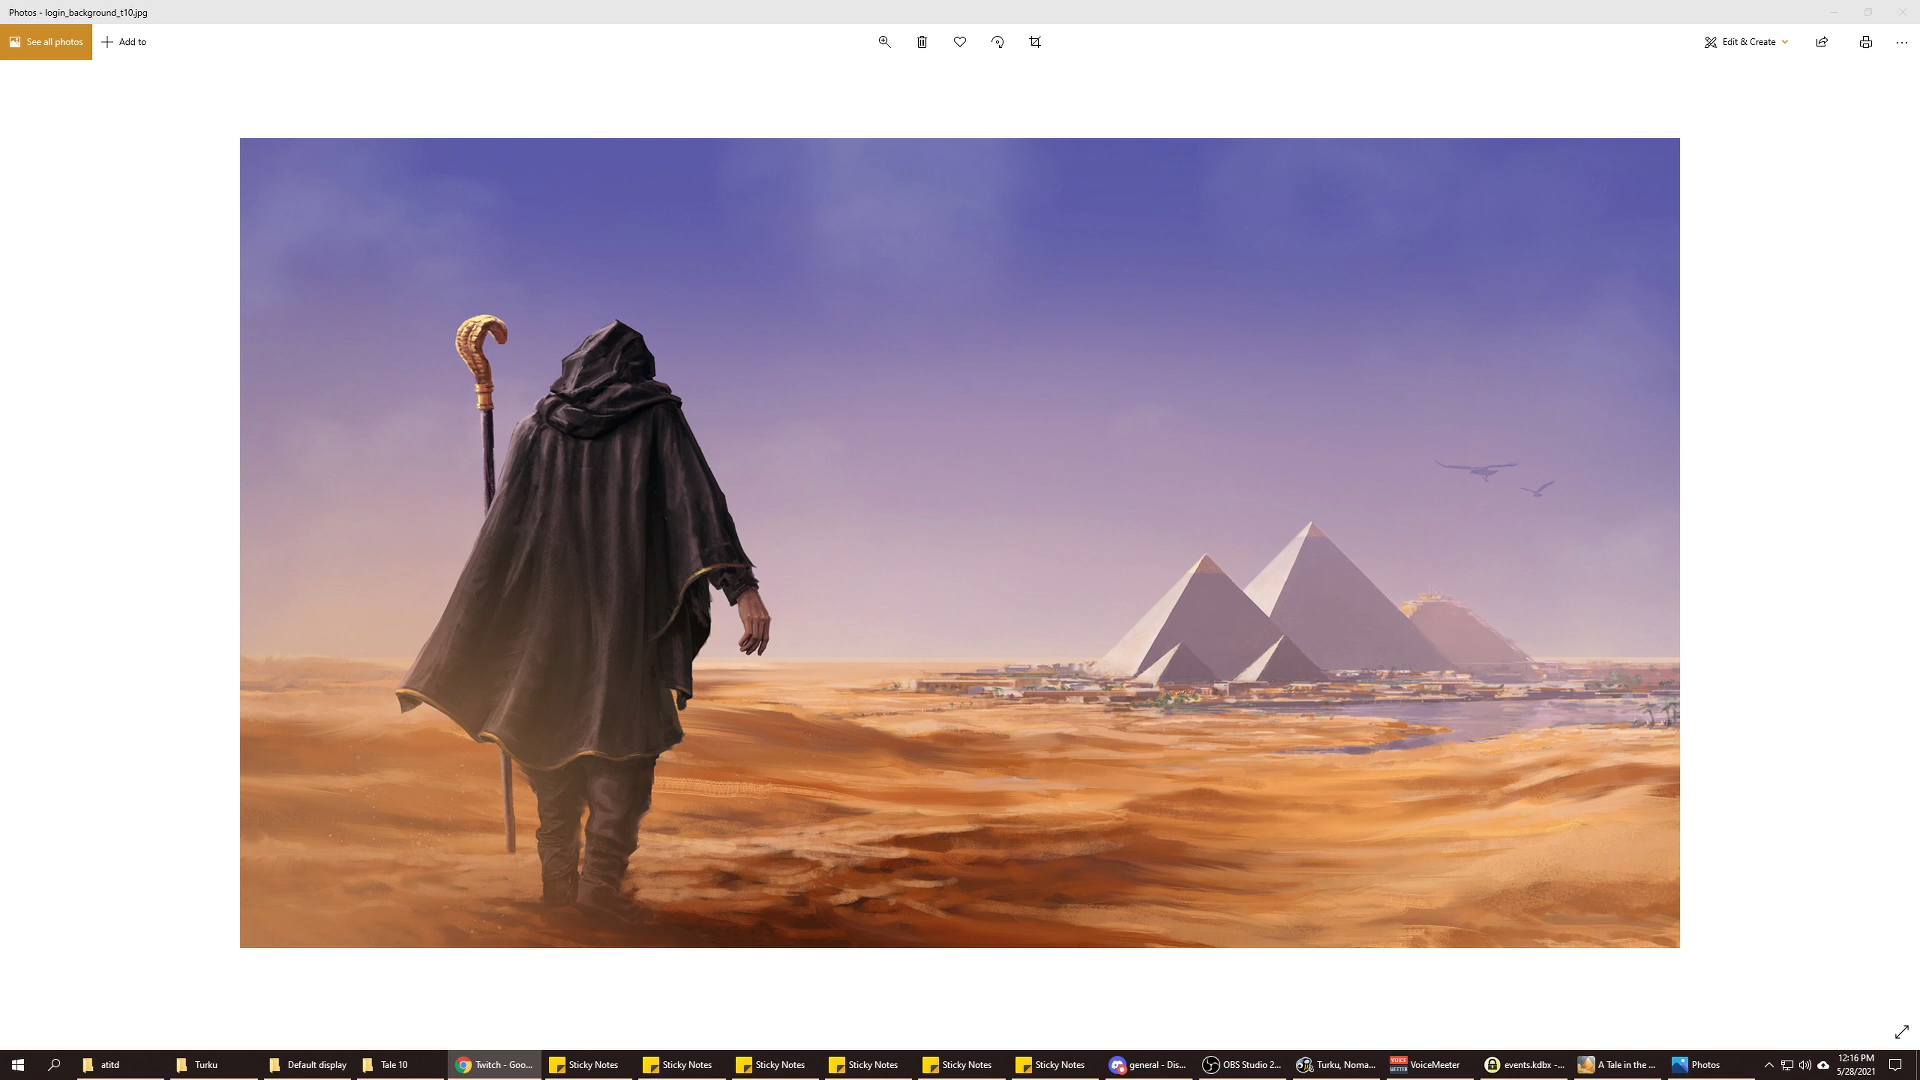 Photos - login_background_t10.jpg
See all photos
Add to
Edit & Create
atitd
Turku
Default display
Tale 10
Twitch - Goo...
Sticky Notes
Sticky Notes
Sticky Notes
Sticky Notes
Sticky Notes
Sticky Notes
general - Dis...
OBS Studio 2...
Turku, Noma...
VoiceMeeter
events.kdbx -...
A Tale in the ...
Photos
12:16 PM
5/28/2021